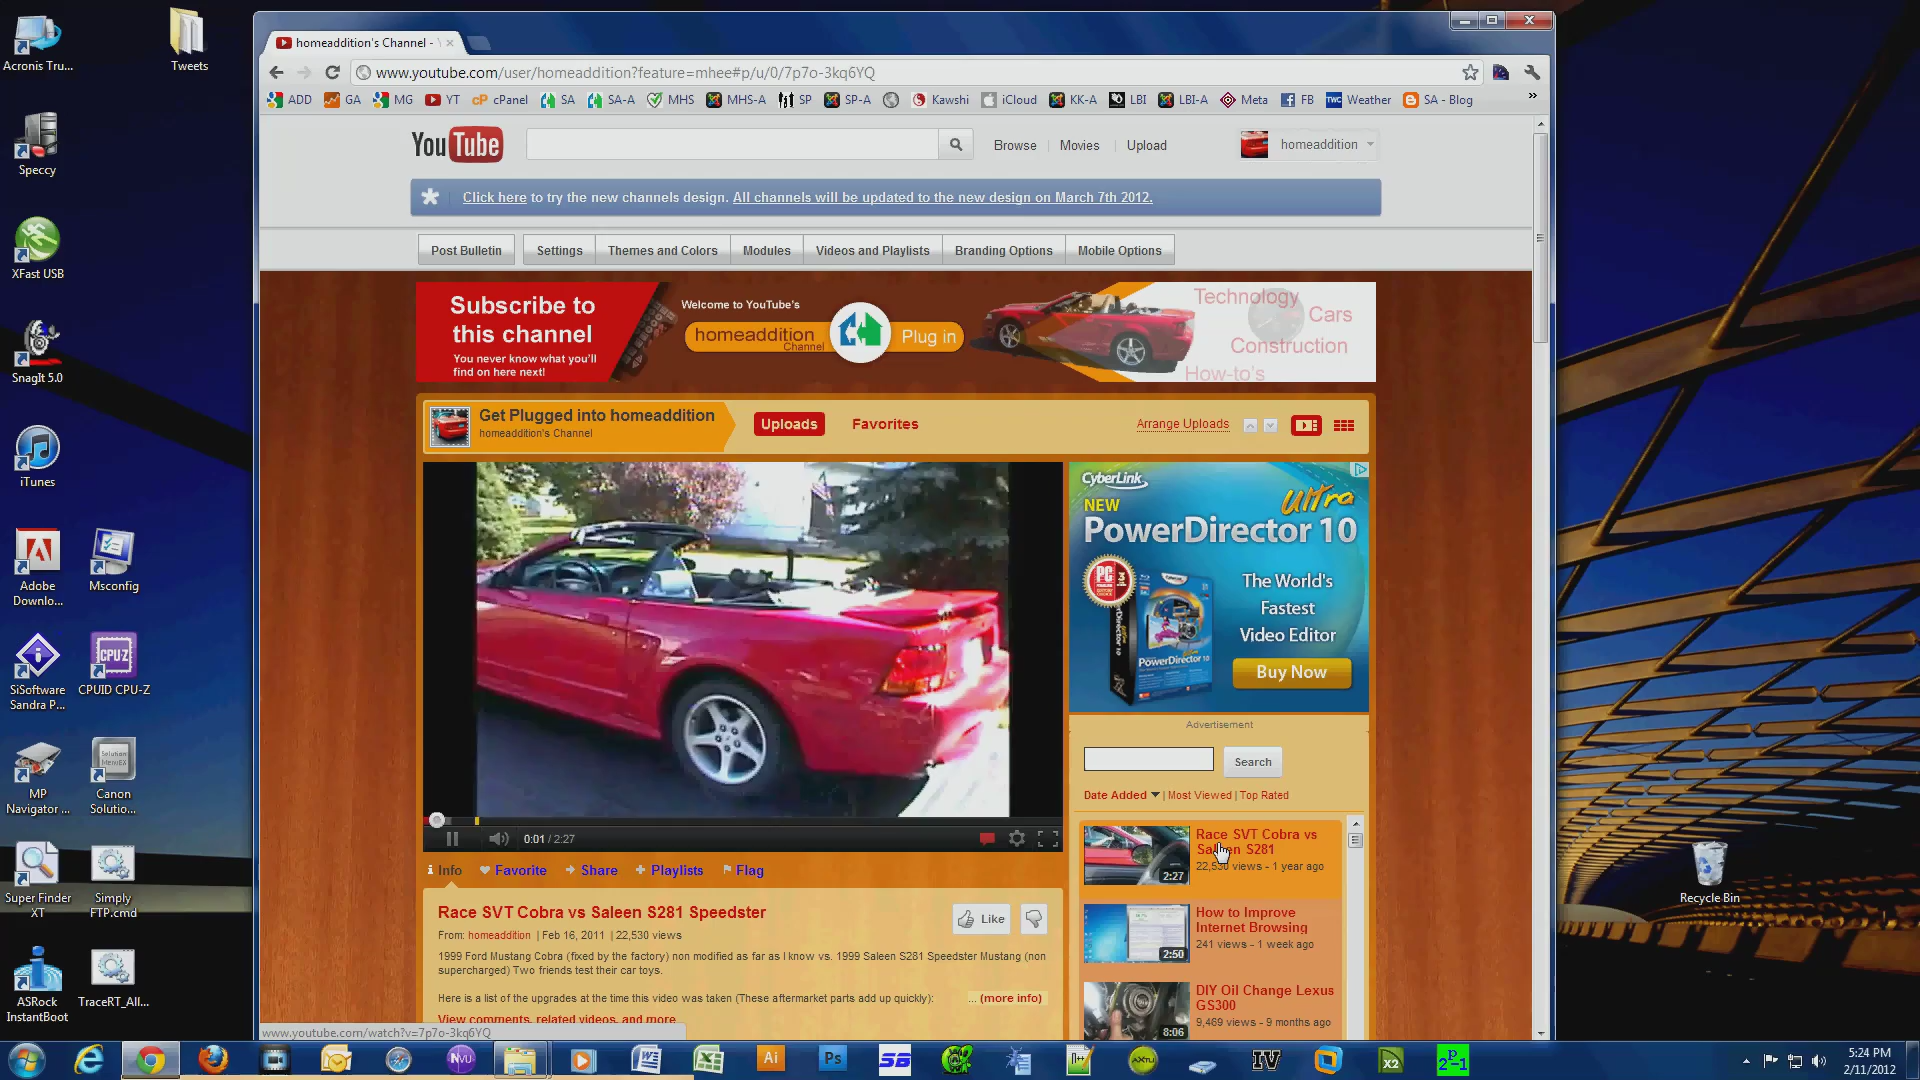 homeaddition's Channel -
www.youtube.com/user/homeaddition?feature=mhee#p/u/0/7p7o-3kq6YQ
ADD GA MG YT cPanel SA SA-A MHS MHS-A SP SP-A Kawshi iCloud KK-A LBI LBI-A Meta FB Weather SA - Blog
YouTube
Browse Movies Upload
homeaddition
Click here to try the new channels design. All channels will be updated to the new design on March 7th 2012.
Post Bulletin Settings Themes and Colors Modules Videos and Playlists Branding Options Mobile Options
Subscribe to
this channel
You never know what you'll
find on here next!
Welcome to YouTube's
homeaddition
Channel
Plug in
Technology
Cars
Construction
How-to's
Get Plugged into homeaddition
homeaddition's Channel
Uploads
Favorites
Arrange Uploads
CyberLink
NEW Ultra
PowerDirector 10
The World's
Fastest
Video Editor
PowerDirector 10
Buy Now
Advertisement
Search
Date Added | Most Viewed | Top Rated
0:01 / 2:27
Info Favorite Share Playlists Flag
Race SVT Cobra vs Saleen S281 Speedster
Like
From: homeaddition | Feb 16, 2011 | 22,530 views
1999 Ford Mustang Cobra (fixed by the factory) non modified as far as I know vs. 1999 Saleen S281 Speedster Mustang (non
supercharged) Two friends test their car toys.
Here is a list of the upgrades at the time this video was taken (These aftermarket parts add up quickly):
... (more info)
View comments, related videos, and more
www.youtube.com/watch?v=7p7o-3kq6YQ
Race SVT Cobra vs
Saleen S281
22,530 views - 1 year ago
2:27
How to Improve
Internet Browsing
241 views - 1 week ago
2:50
DIY Oil Change Lexus
GS300
9,469 views - 9 months ago
8:06
Acronis Tru...
Tweets
Speccy
XFast USB
SnagIt 5.0
iTunes
Adobe
Downlo...
Msconfig
SiSoftware
Sandra P...
CPU-Z
CPUID CPU-Z
MP
Navigator ...
Solution
MenuEX
Canon
Solutio...
Super Finder
XT
Simply
FTP.cmd
ASRock
InstantBoot
TraceRT_All...
Recycle Bin
NVU
Ai
Ps
S6
AXTU
IV
X2
5:24 PM
2/11/2012